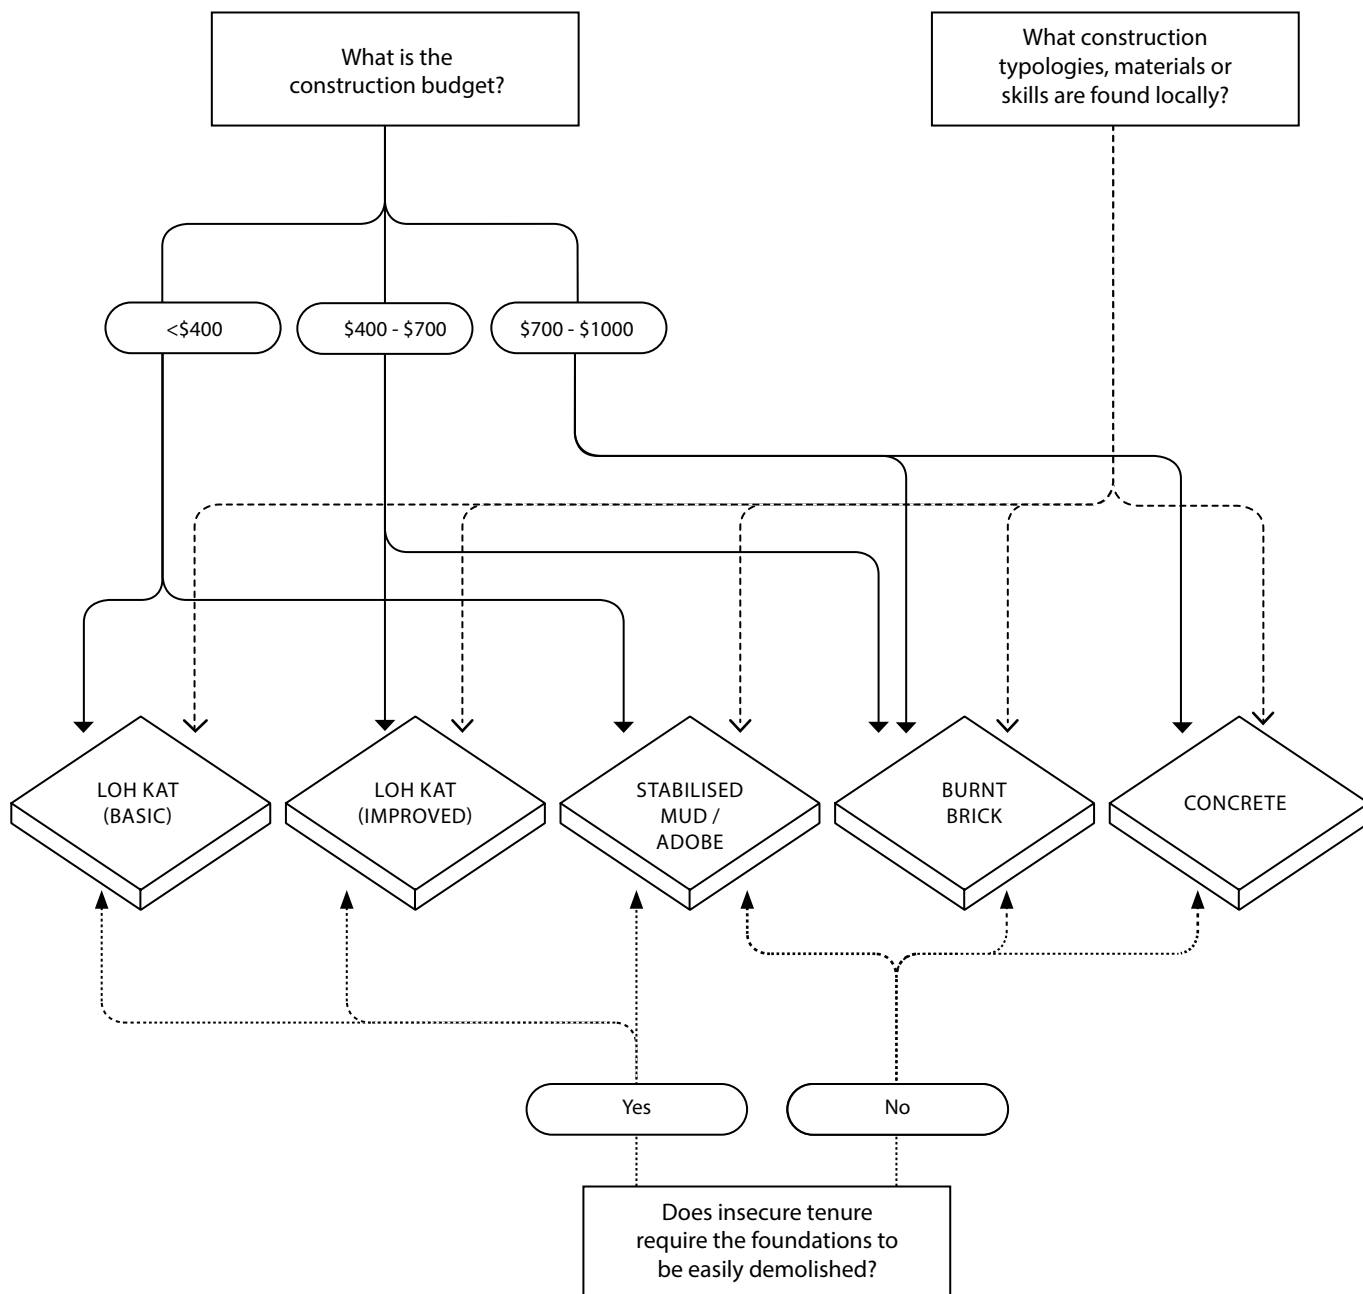 What is the
construction budget?
What construction
typologies, materials or
skills are found locally?
<$400
$400 - $700
$700 - $1000
LOH KAT
(BASIC)
LOH KAT
(IMPROVED)
STABILISED
MUD /
ADOBE
BURNT
BRICK
CONCRETE
Yes
No
Does insecure tenure
require the foundations to
be easily demolished?